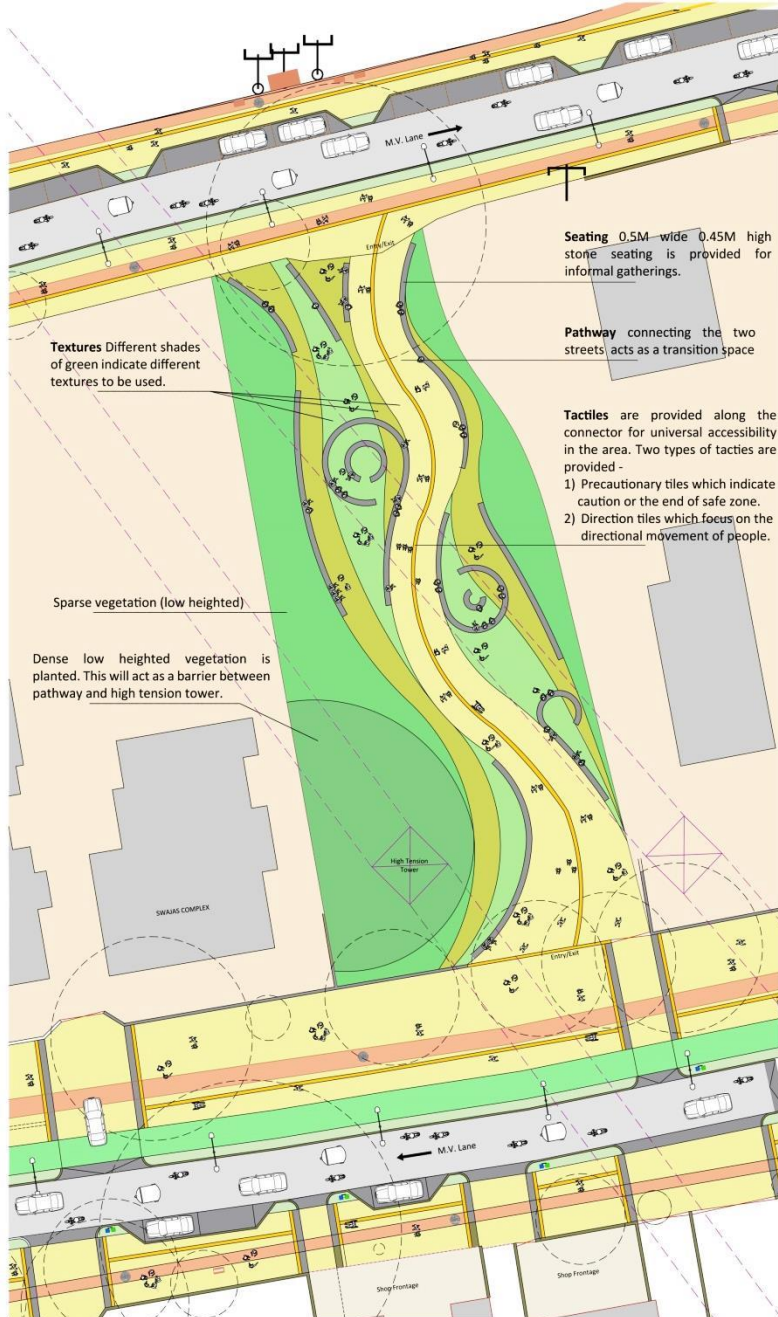 M.V. Lane
Entry/Exit
Seating 0.5M wide 0.45M high
stone seating is provided for
informal gatherings.
Pathway connecting the two
streets acts as a transition space
Textures Different shades
of green indicate different
textures to be used.
Tactiles are provided along the
connector for universal accessibility
in the area. Two types of tacties are
provided -
1) Precautionary tiles which indicate
caution or the end of safe zone.
2) Direction tiles which focus on the
directional movement of people.
Sparse vegetation (low heighted)
Dense low heighted vegetation is
planted. This will act as a barrier between
pathway and high tension tower.
High Tension
Tower
SWAJAS COMPLEX
Entry/Exit
M.V. Lane
Shop Frontage
Shop Frontage